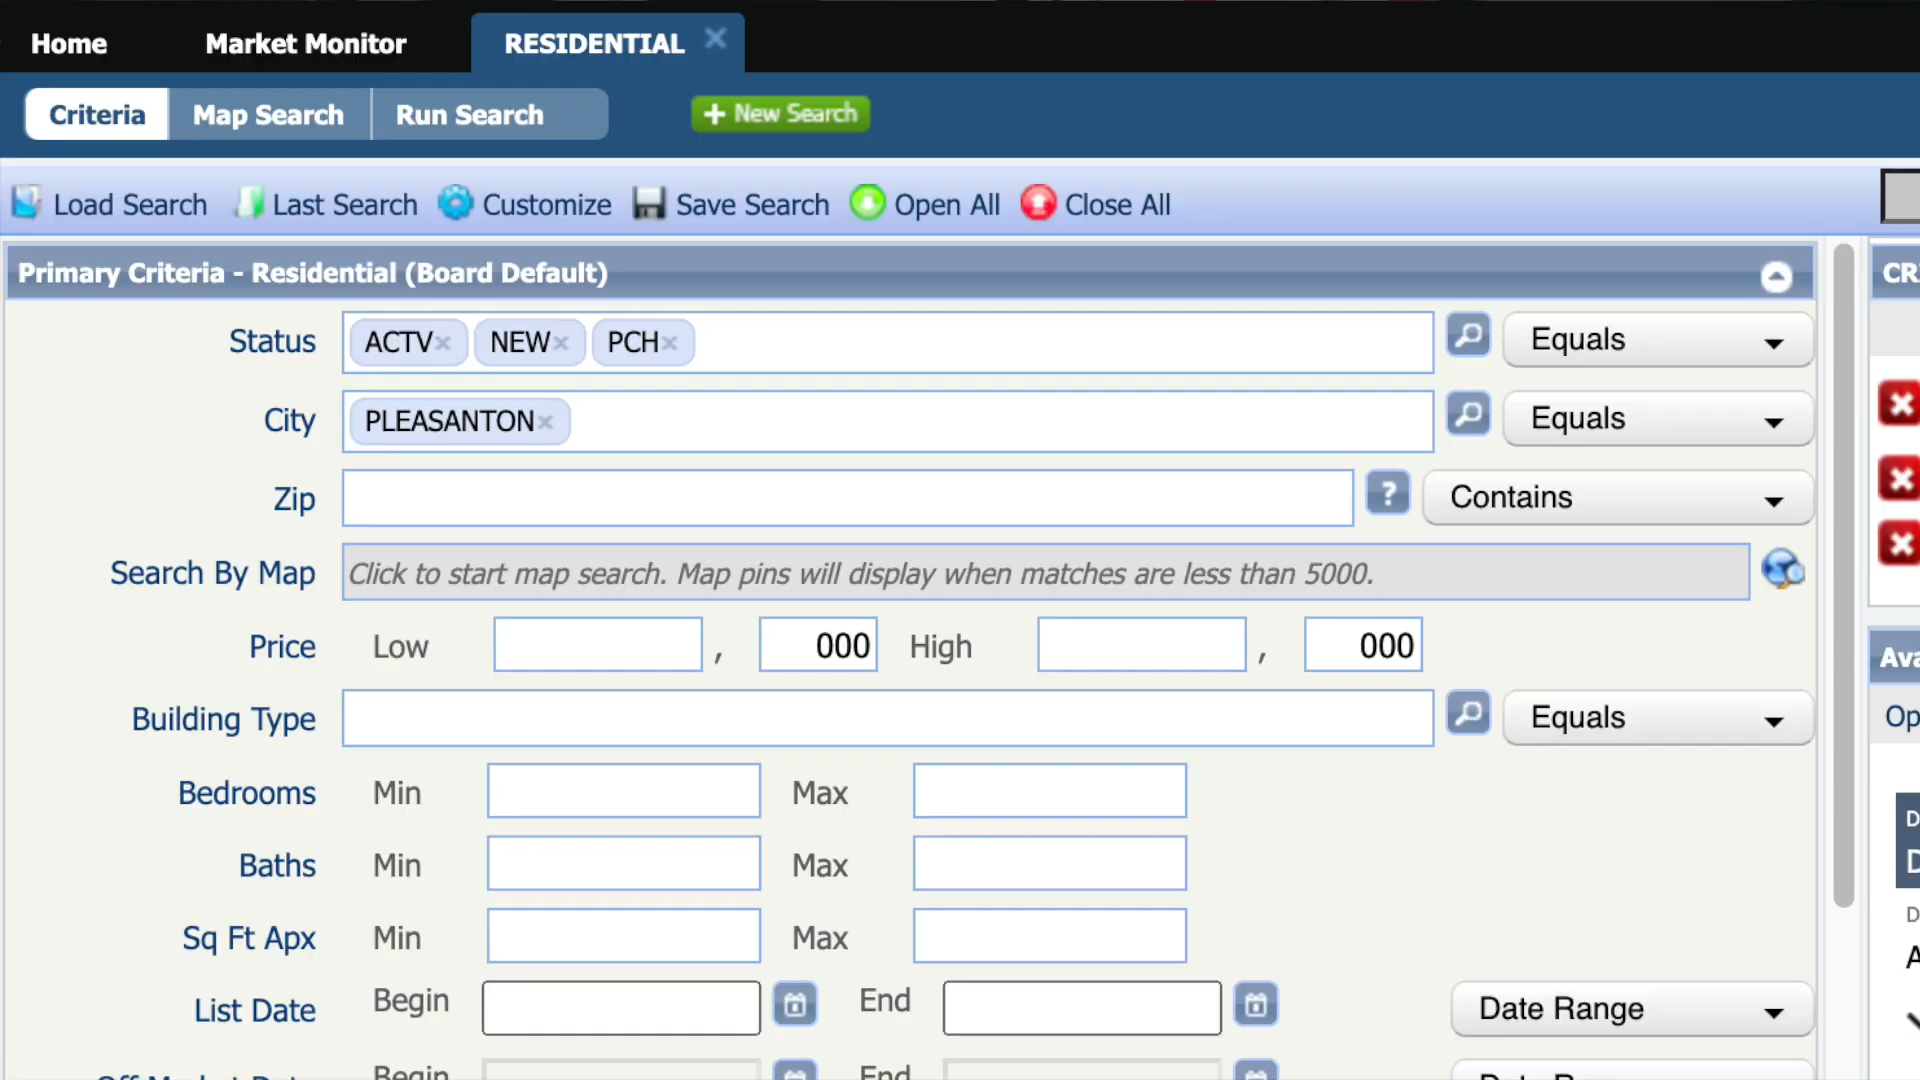 Home Market Monitor RESIDENTIAL
Criteria Map Search Run Search New Search
Load Search Last Search Customize Save Search Open All Close All
Primary Criteria - Residential (Board Default)
Status ACTV NEW PCH Equals
City PLEASANTON Equals
Zip ? Contains
Search By Map Click to start map search. Map pins will display when matches are less than 5000.
Price Low , 000 High , 000
Building Type Equals
Bedrooms Min Max
Baths Min Max
Sq Ft Apx Min Max
List Date Begin End Date Range
Begin End